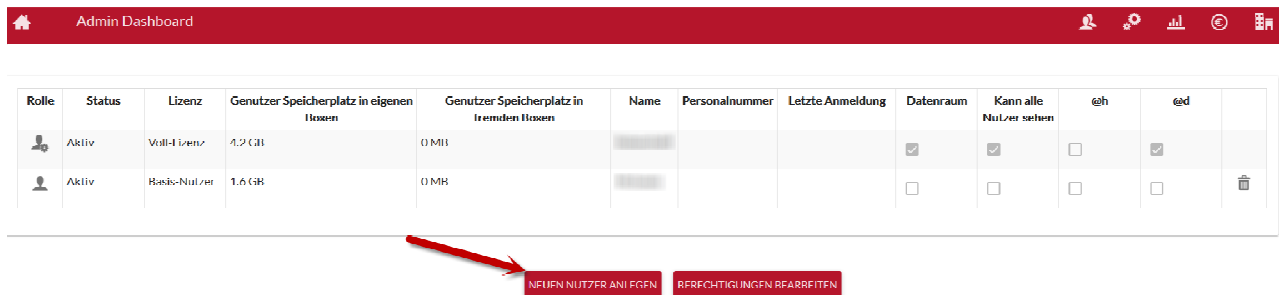 Admin Dashboard
Rolle Status Lizenz Genutzer Speicherplatz in eigenen Boxen Genutzer Speicherplatz in fremden Boxen Name Personalnummer Letzte Anmeldung Datenraum Kann alle Nutzer sehen @h @d
Aktiv Voll-Lizenz 4.2 GB 0 MB
Aktiv Basis-Nutzer 1.6 GB 0 MB
NEUEN NUTZER ANLEGEN BERECHTIGUNGEN BEARBEITEN